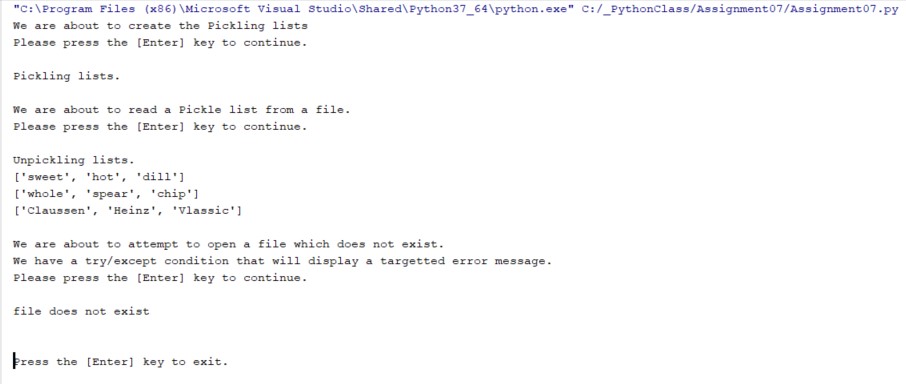 "C:\Program Files (x86)\Microsoft Visual Studio\Shared\Python37_64\python.exe" C:/_PythonClass/Assignment07/Assignment07.py
We are about to create the Pickling lists
Please press the [Enter] key to continue.
Pickling lists.
We are about to read a Pickle list from a file.
Please press the [Enter] key to continue.
Unpickling lists.
['sweet', 'hot', 'dill']
['whole', 'spear', 'chip']
['Claussen', 'Heinz', 'Vlassic']
We are about to attempt to open a file which does not exist.
We have a try/except condition that will display a targetted error message.
Please press the [Enter] key to continue.
file does not exist
Press the [Enter] key to exit.